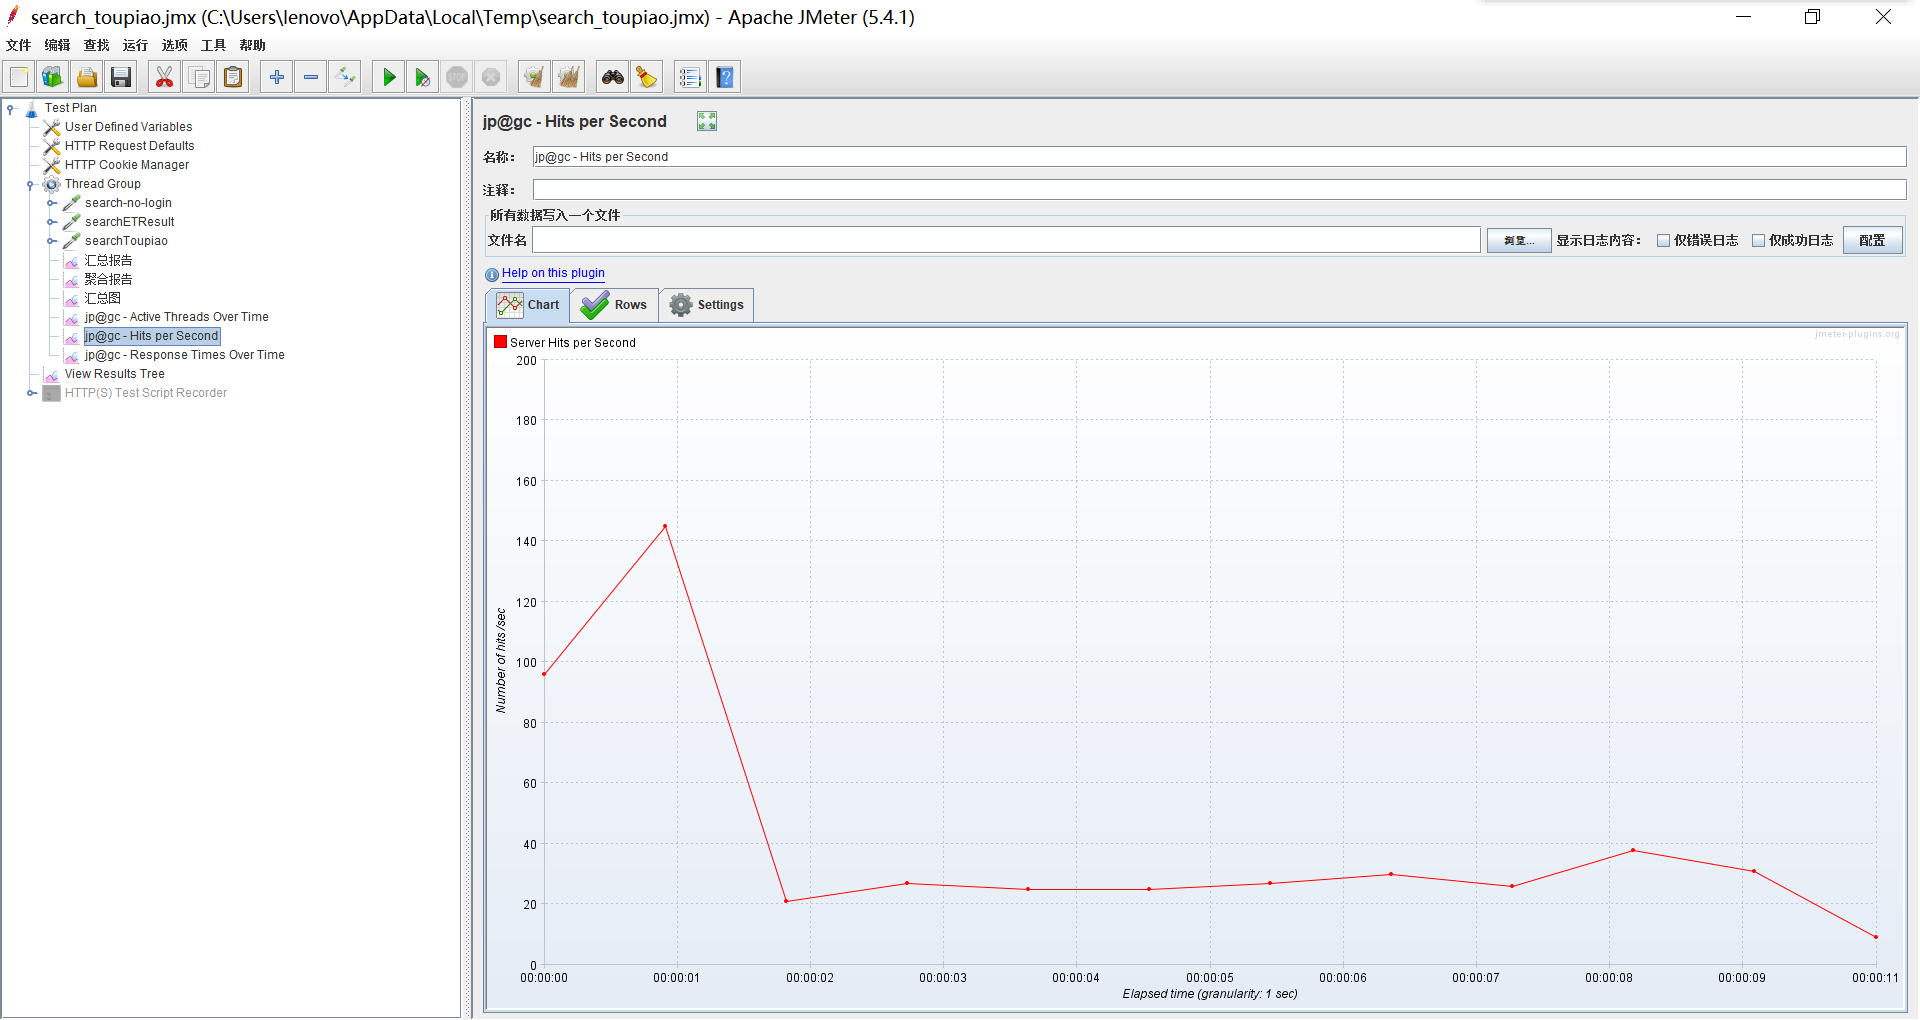 search_toupiao.jmx (C:\Users\lenovo\AppData\Local\Temp\search_toupiao.jmx) - Apache JMeter (5.4.1)
文件 编辑 查找 运行 选项 工具 帮助
STOP
Test Plan
User Defined Variables
HTTP Request Defaults
HTTP Cookie Manager
Thread Group
search-no-login
searchETResult
searchToupiao
汇总报告
聚合报告
汇总图
jp@gc - Active Threads Over Time
jp@gc - Hits per Second
jp@gc - Response Times Over Time
View Results Tree
HTTP(S) Test Script Recorder
jp@gc - Hits per Second
名称： jp@gc - Hits per Second
注释：
所有数据写入一个文件
文件名 浏览... 显示日志内容： 仅错误日志 仅成功日志 配置
Help on this plugin
Chart Rows Settings
jmeter-plugins.org
Server Hits per Second
200
180
160
140
120
100
80
60
40
20
0
Number of hits /sec
00:00:00 00:00:01 00:00:02 00:00:03 00:00:04 00:00:05 00:00:06 00:00:07 00:00:08 00:00:09 00:00:11
Elapsed time (granularity: 1 sec)